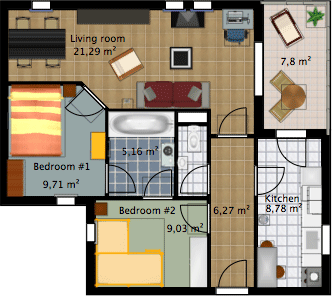 Living room
21,29 m²
7,8 m²
5,16 m²
Bedroom #1
9,71 m²
Kitchen
8,78 m²
Bedroom #2
6,27 m²
9,03 m²